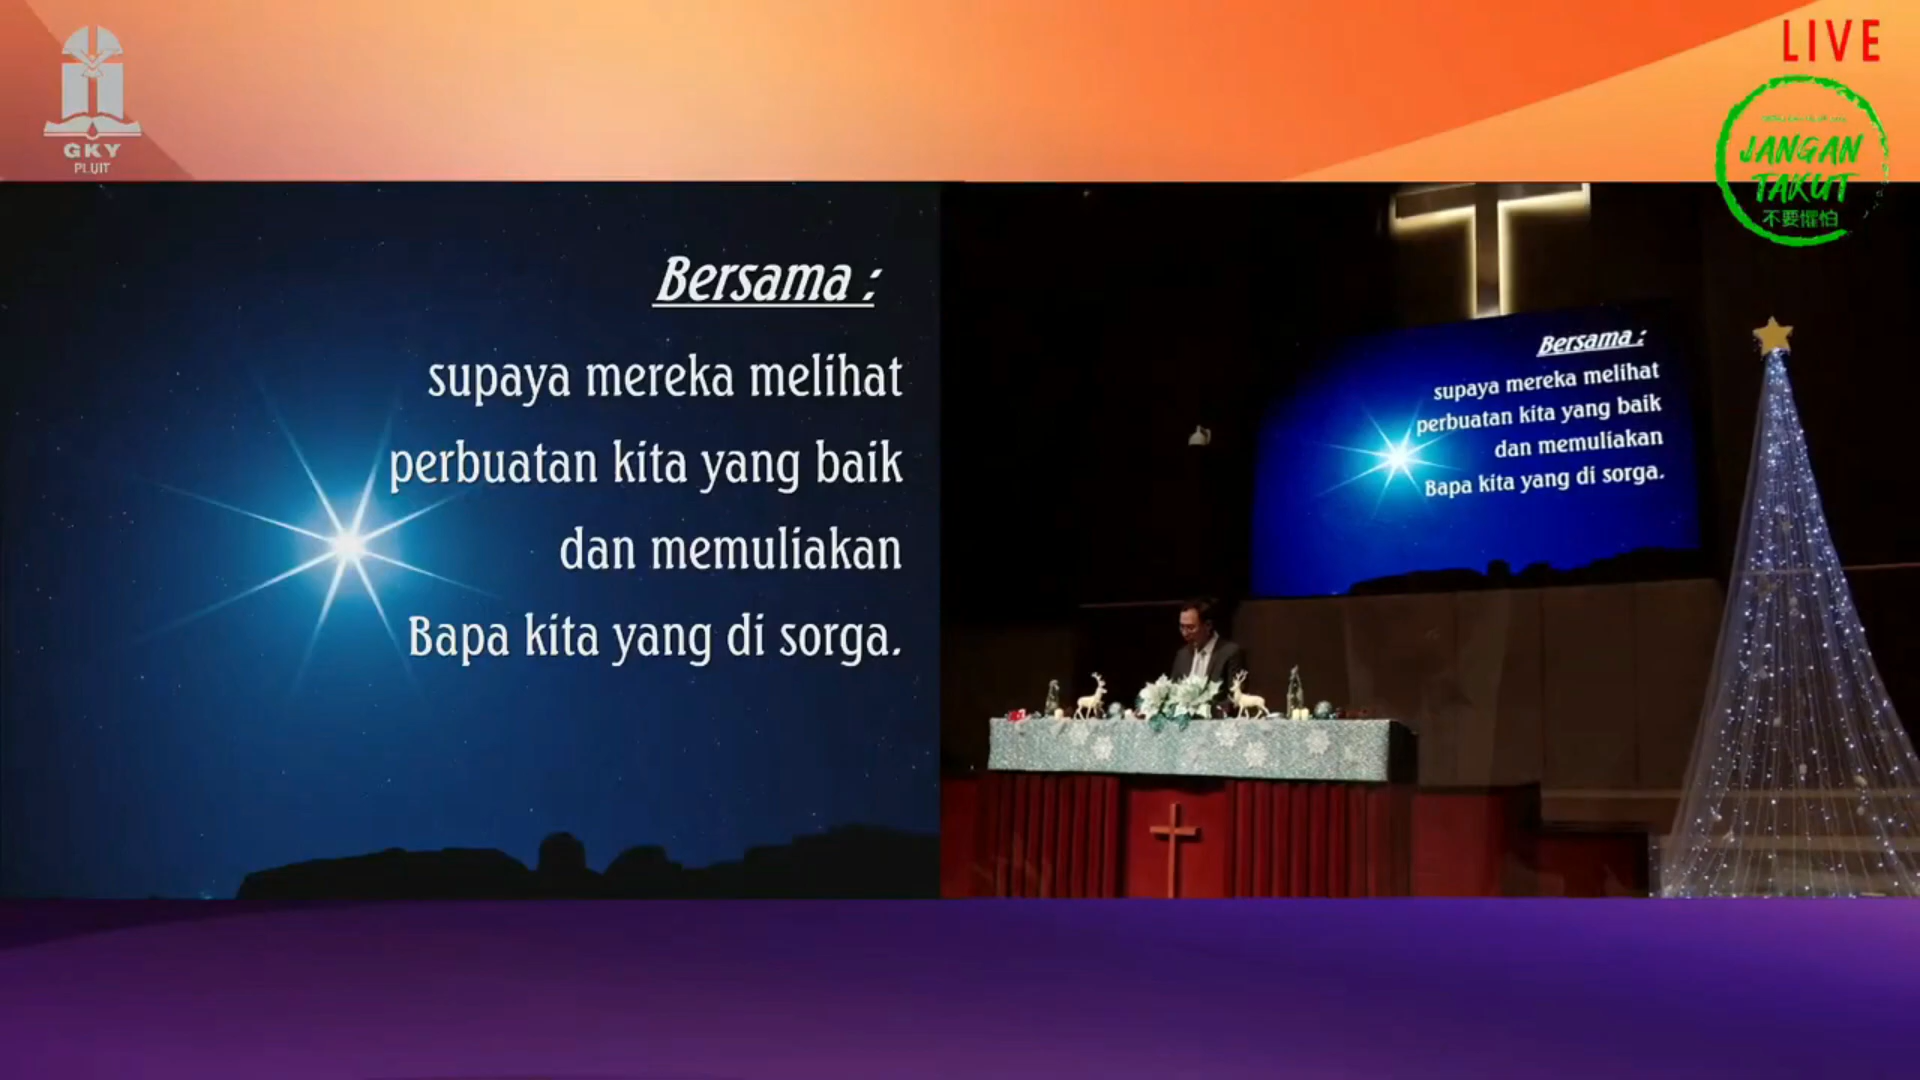 GKY
PLUIT
LIVE
JANGAN
TAKUT
不要懼怕
Bersama :
supaya mereka melihat
perbuatan kita yang baik
dan memuliakan
Bapa kita yang di sorga.
Bersama :
supaya mereka melihat
perbuatan kita yang baik
dan memuliakan
Bapa kita yang di sorga.